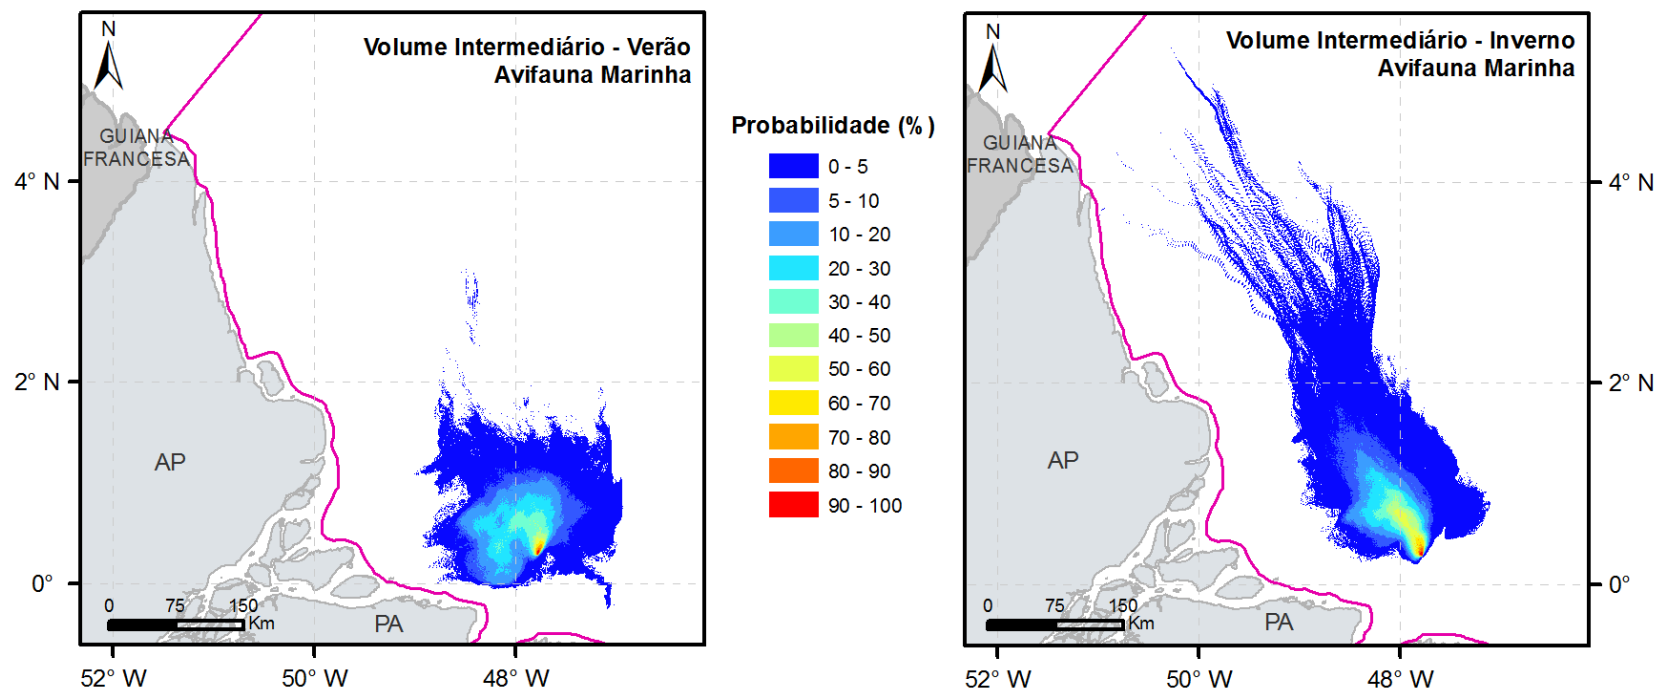 N
Volume Intermediário - Verão
Avifauna Marinha
GUIANA
FRANCESA
4° N
2° N
0°
AP
PA
0 75 150
Km
52° W 50° W 48° W
Probabilidade (%)
0 - 5
5 - 10
10 - 20
20 - 30
30 - 40
40 - 50
50 - 60
60 - 70
70 - 80
80 - 90
90 - 100
N
Volume Intermediário - Inverno
Avifauna Marinha
GUIANA
FRANCESA
4° N
2° N
0°
AP
PA
0 75 150
Km
52° W 50° W 48° W